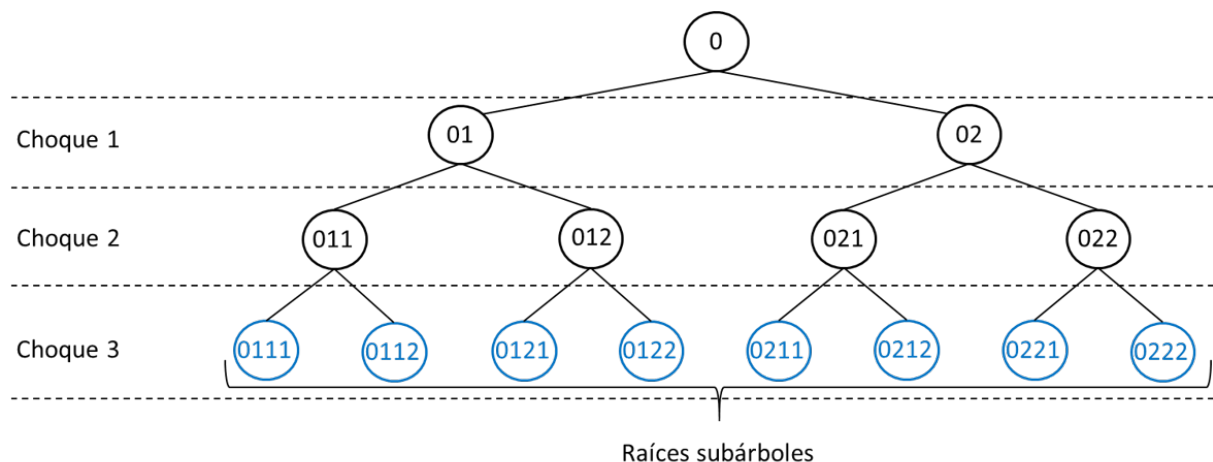 0
Choque 1 01 02
Choque 2 011 012 021 022
Choque 3 0111 0112 0121 0122 0211 0212 0221 0222
Raíces subárboles